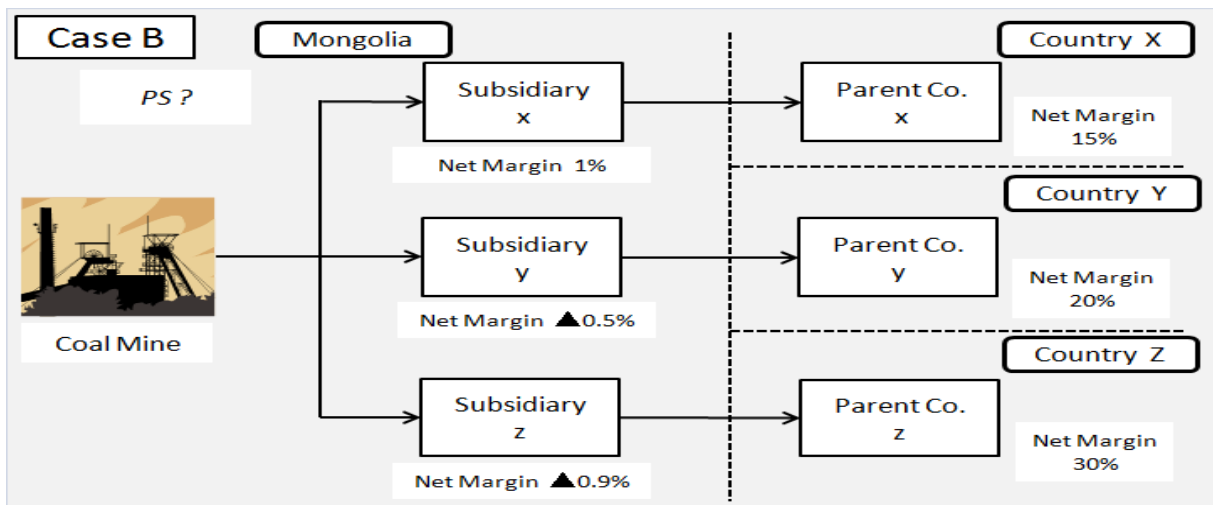 Case B
Mongolia
Country X
PS ?
Subsidiary
x
Parent Co.
x
Net Margin
15%
Net Margin 1%
Country Y
Subsidiary
y
Parent Co.
y
Net Margin
20%
Net Margin ▲0.5%
Coal Mine
Country Z
Subsidiary
z
Parent Co.
z
Net Margin
30%
Net Margin ▲0.9%